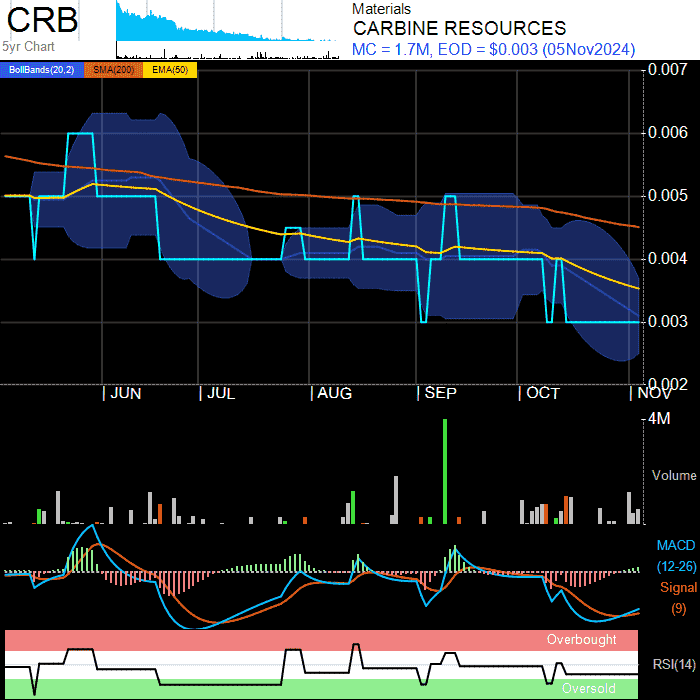 CRB
5yr Chart
Materials
CARBINE RESOURCES
MC = 1.7M, EOD = $0.003 (05Nov2024)
BollBands(20,2) SMA(200) EMA(50)
0.007
0.006
0.005
0.004
0.003
0.002
JUN JUL AUG SEP OCT NOV
4M
Volume
MACD
(12-26)
Signal
(9)
Overbought
RSI(14)
Oversold